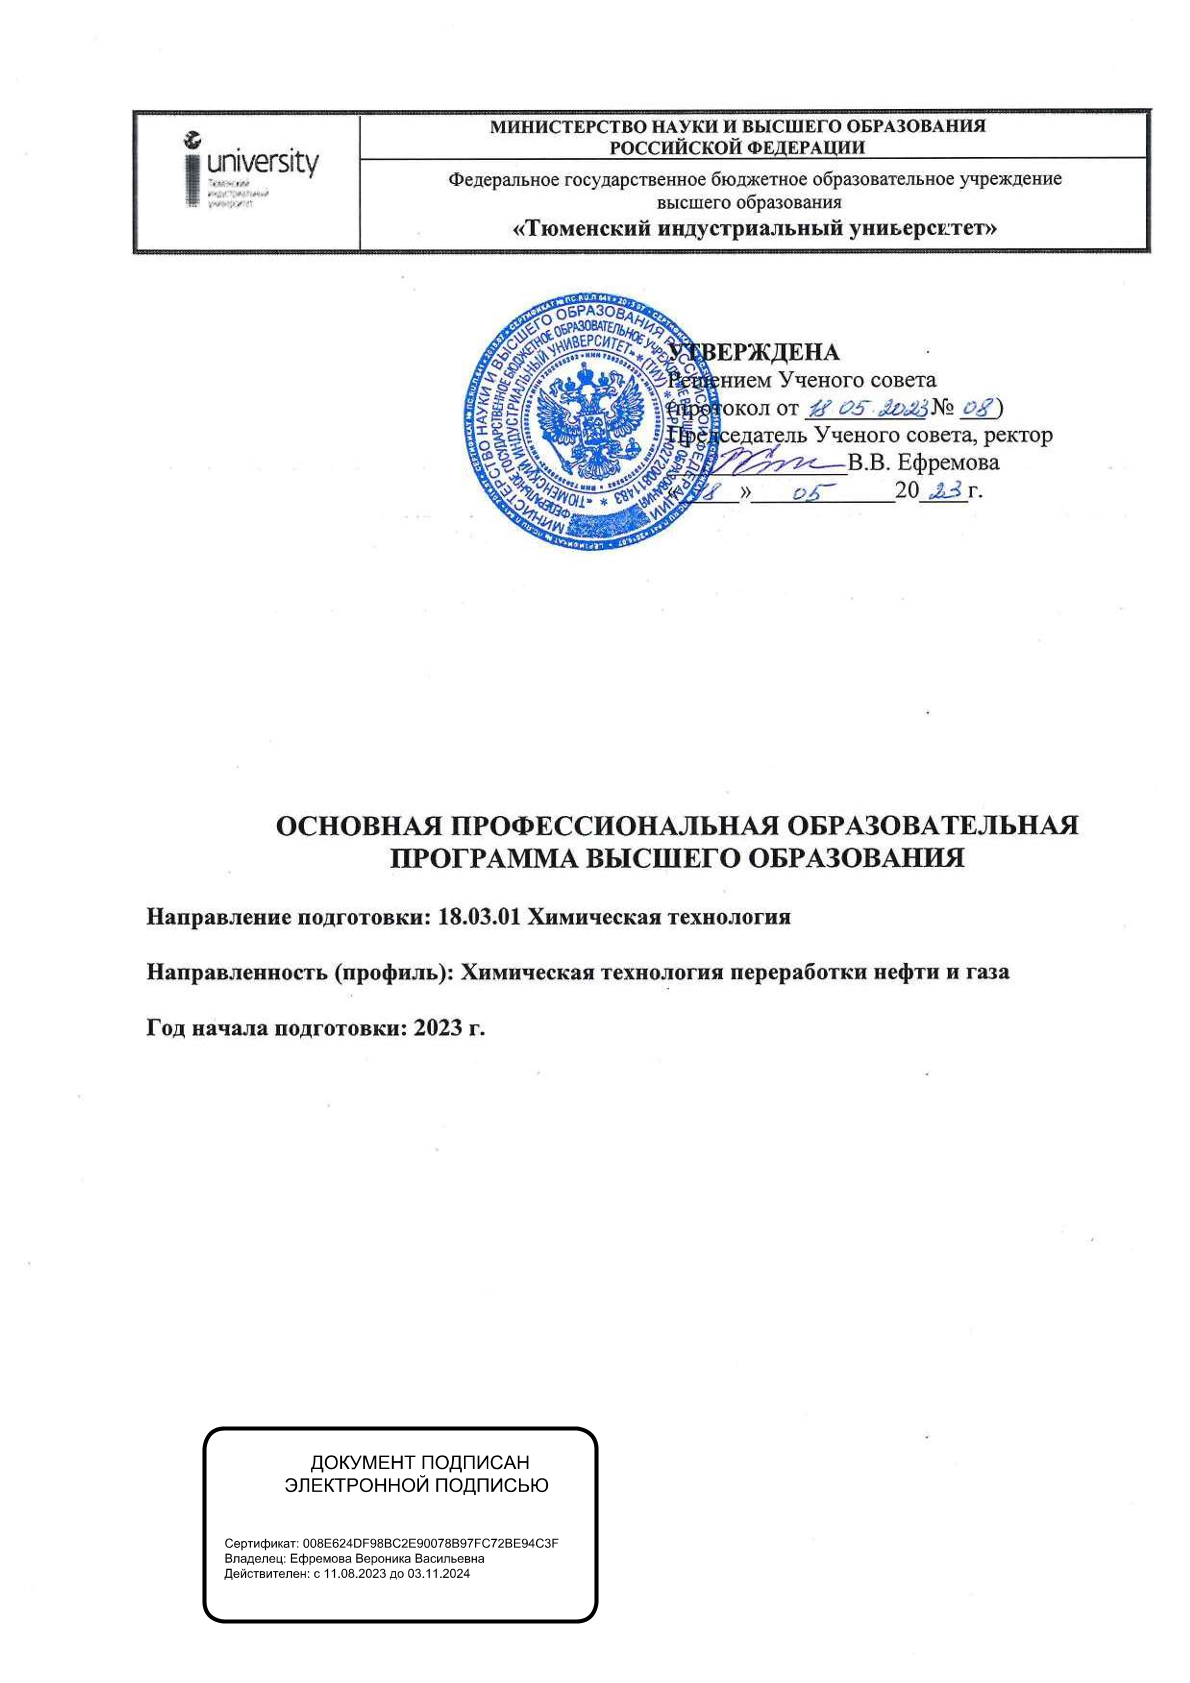 university
Тюменский
индустриальный
университет
МИНИСТЕРСТВО НАУКИ И ВЫСШЕГО ОБРАЗОВАНИЯ
РОССИЙСКОЙ ФЕДЕРАЦИИ
Федеральное государственное бюджетное образовательное учреждение
высшего образования
«Тюменский индустриальный университет»
УТВЕРЖДЕНА
Решением Ученого совета
(протокол от 18 05.2023 № 08)
Председатель Ученого совета, ректор
В.В. Ефремова
«18» 05 2023 г.
МИНИСТЕРСТВО НАУКИ И ВЫСШЕГО ОБРАЗОВАНИЯ РОССИЙСКОЙ ФЕДЕРАЦИИ
ФЕДЕРАЛЬНОЕ ГОСУДАРСТВЕННОЕ БЮДЖЕТНОЕ ОБРАЗОВАТЕЛЬНОЕ УЧРЕЖДЕНИЕ ВЫСШЕГО ОБРАЗОВАНИЯ
«ТЮМЕНСКИЙ ИНДУСТРИАЛЬНЫЙ УНИВЕРСИТЕТ» * (ТИУ) *
ОСНОВНАЯ ПРОФЕССИОНАЛЬНАЯ ОБРАЗОВАТЕЛЬНАЯ
ПРОГРАММА ВЫСШЕГО ОБРАЗОВАНИЯ
Направление подготовки: 18.03.01 Химическая технология
Направленность (профиль): Химическая технология переработки нефти и газа
Год начала подготовки: 2023 г.
ДОКУМЕНТ ПОДПИСАН
ЭЛЕКТРОННОЙ ПОДПИСЬЮ
Сертификат: 008E624DF98BC2E90078B97FC72BE94C3F
Владелец: Ефремова Вероника Васильевна
Действителен: с 11.08.2023 до 03.11.2024